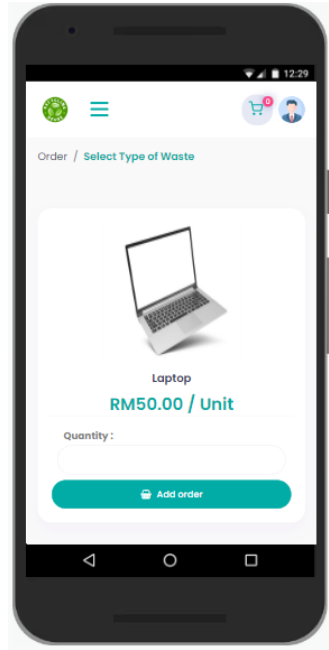 12:29
0
Order / Select Type of Waste
Laptop
RM50.00 / Unit
Quantity :
Add order